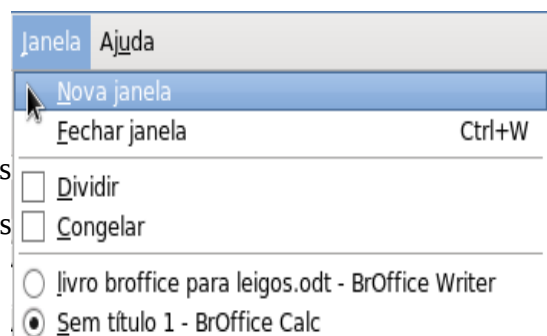 Janela Ajuda
Nova janela
Fechar janela Ctrl+W
s
Dividir
s
Congelar
livro broffice para leigos.odt - BrOffice Writer
Sem título 1 - BrOffice Calc